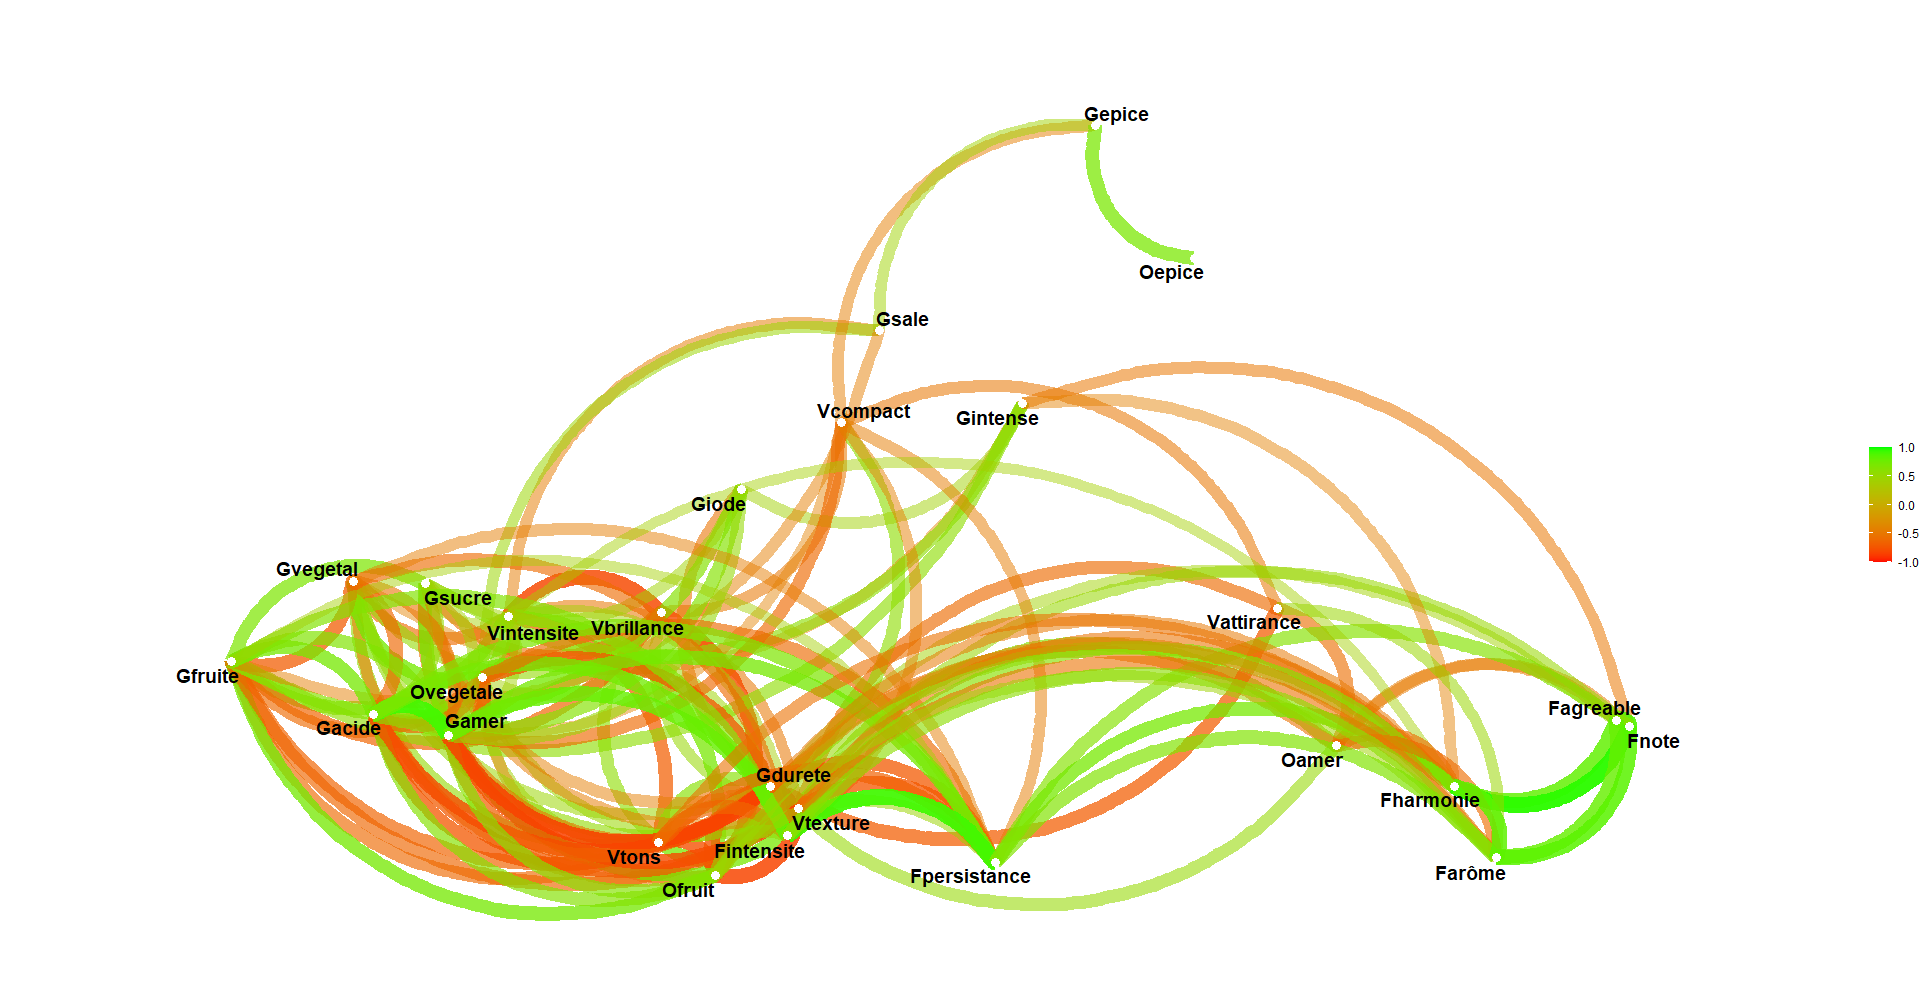 Gepice
Oepice
Gsale
Vcompact
Gintense
Giode
Gvegetal
Gsucre
Vintensite
Vbrillance
Vattirance
Gfruite
Ovegetale
Gacide
Gamer
Fagreable
Fnote
Oamer
Gdurete
Fharmonie
Vtexture
Vtons
Fintensite
Fpersistance
Farôme
Ofruit
1.0
0.5
0.0
-0.5
-1.0